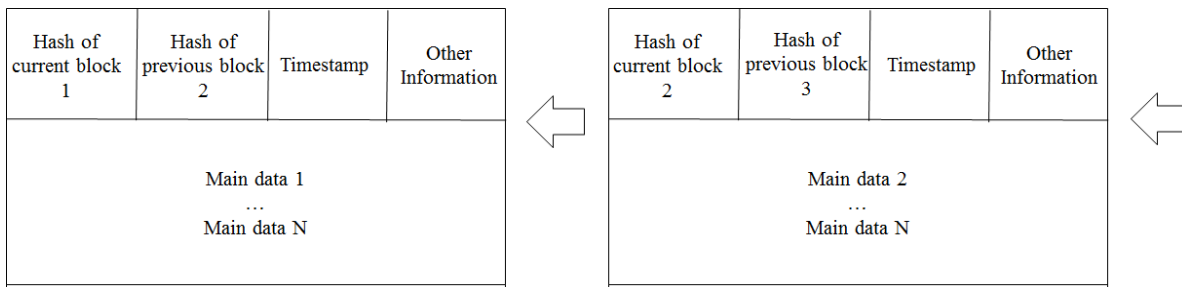 Hash of
current block
1
Hash of
previous block
2
Timestamp
Other
Information
Main data 1
…
Main data N
Hash of
current block
2
Hash of
previous block
3
Timestamp
Other
Information
Main data 2
…
Main data N